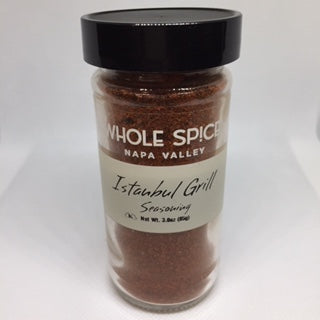 WHOLE SPICE
NAPA VALLEY
Istanbul Grill
Seasoning
Net Wt. 3.0oz (85g)